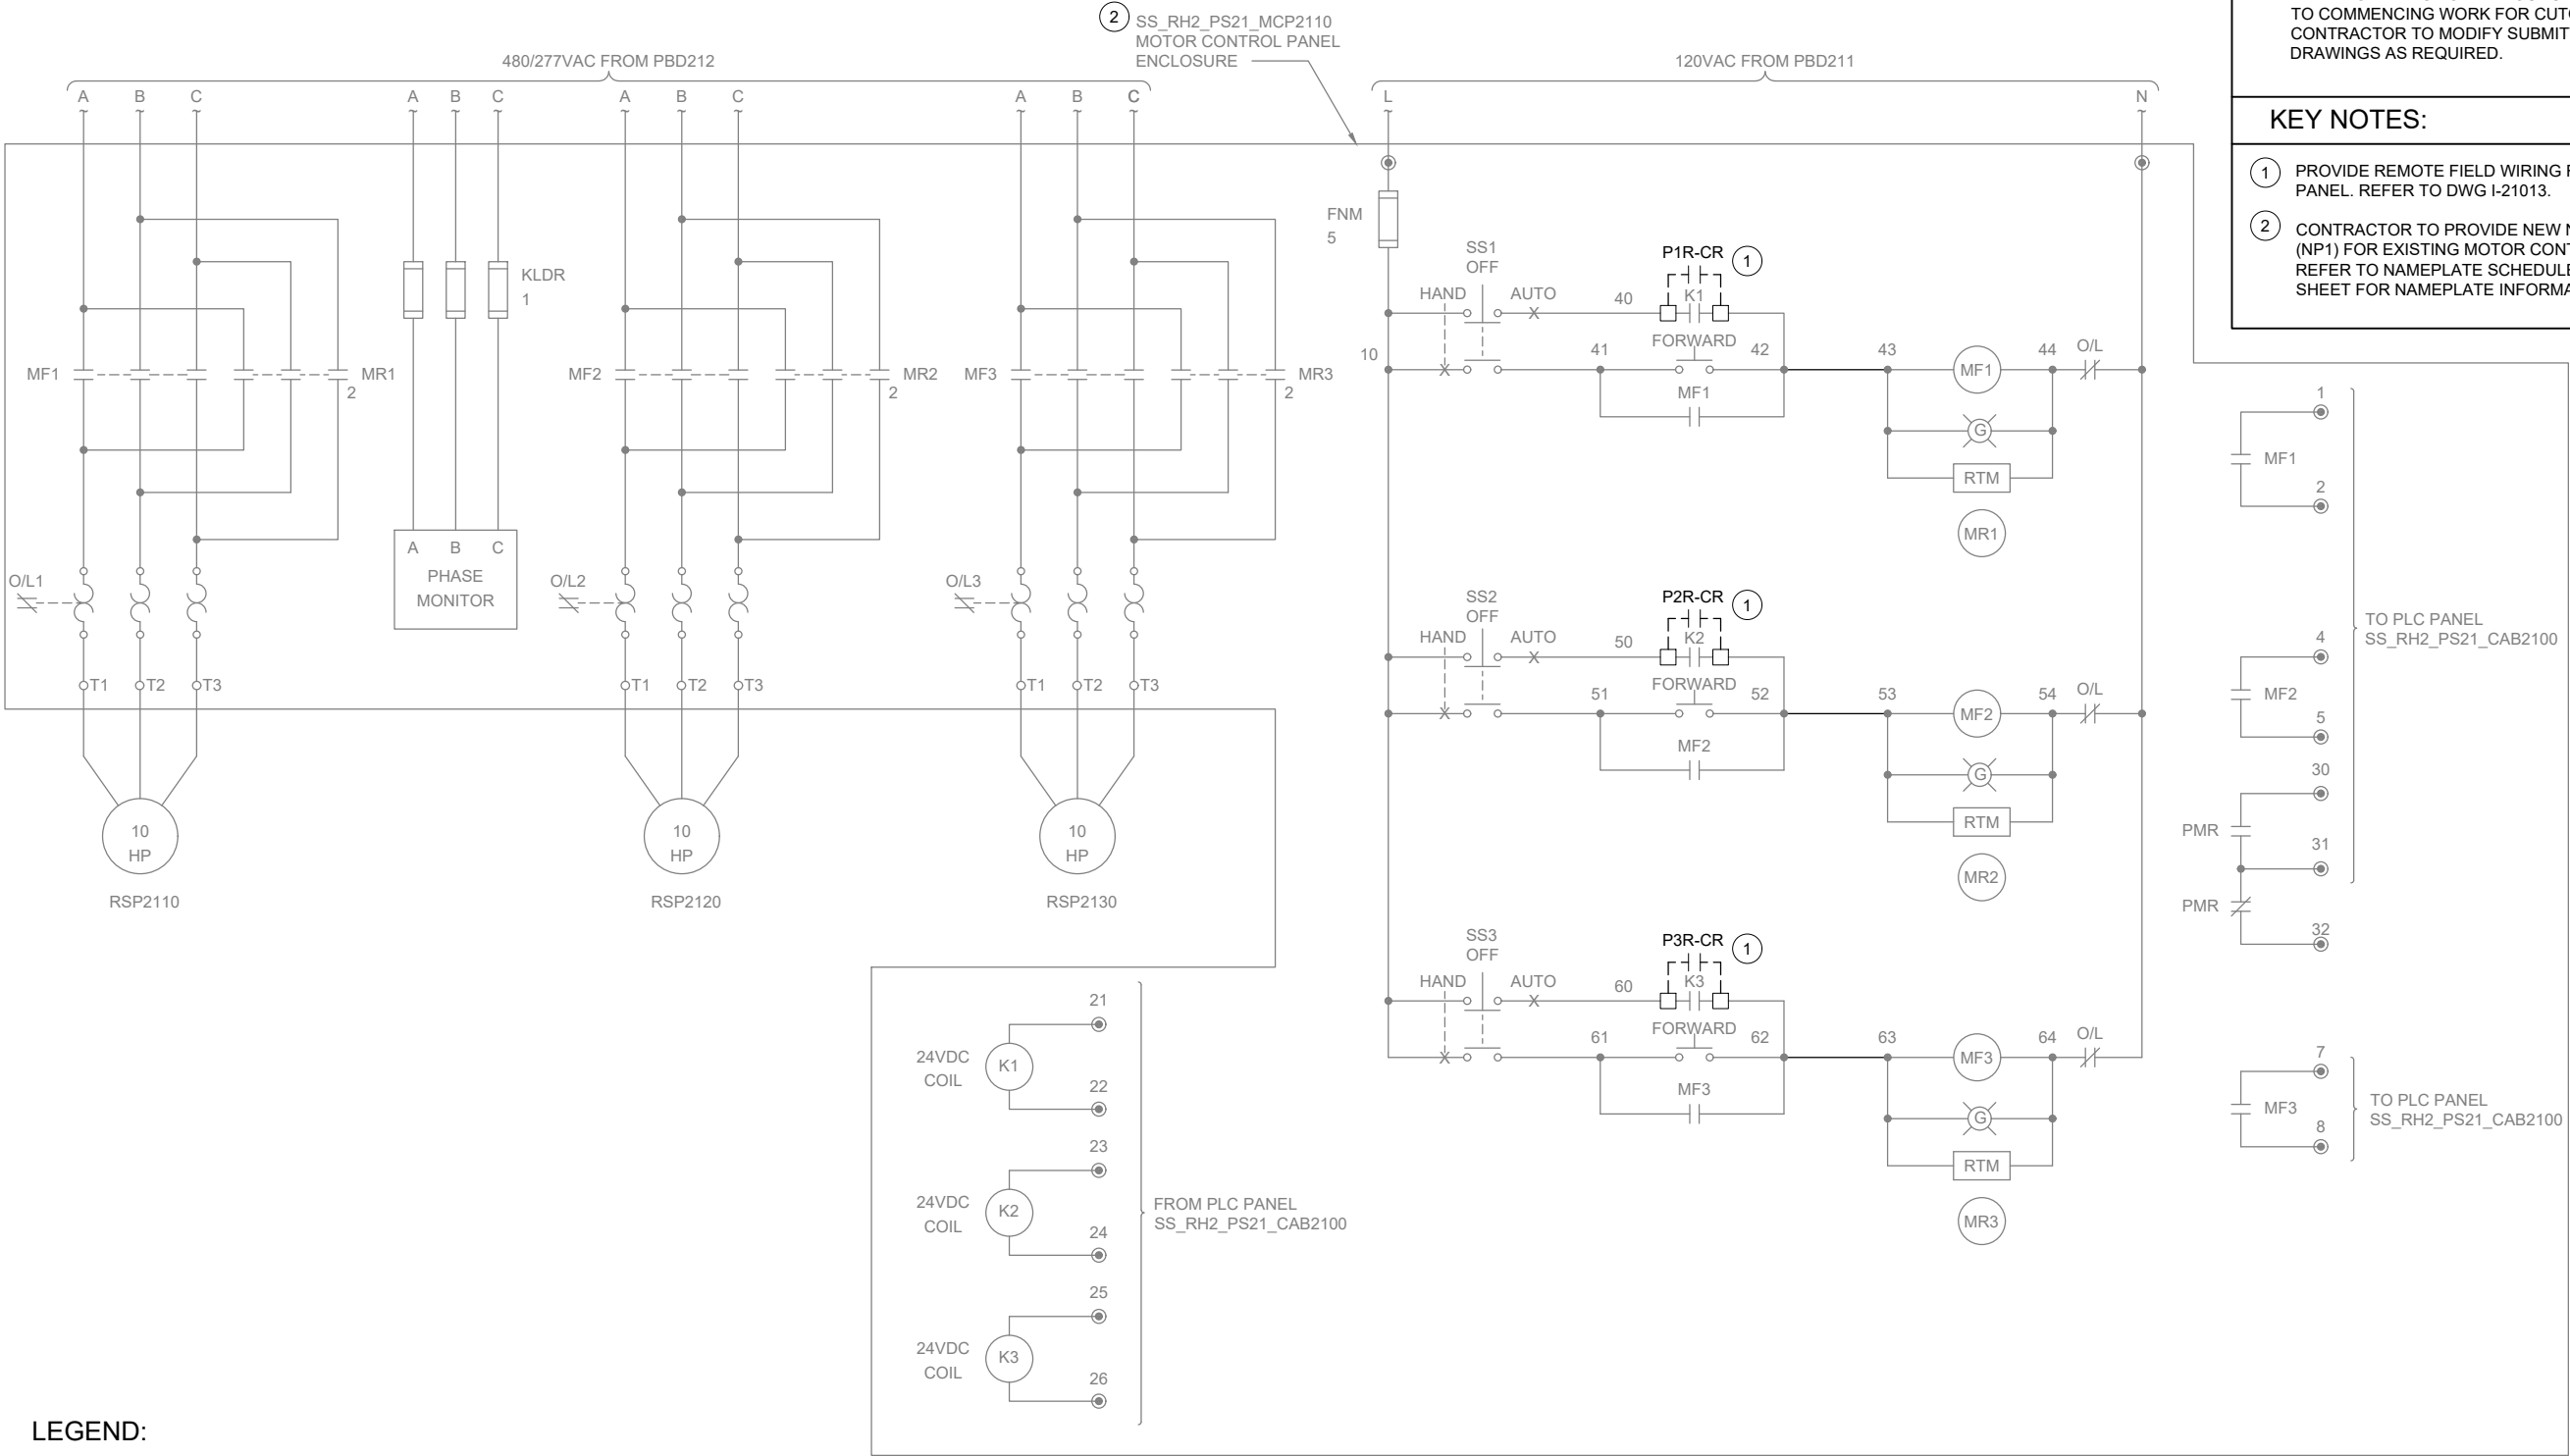 2 SS_RH2_PS21_MCP2110
MOTOR CONTROL PANEL
ENCLOSURE
480/277VAC FROM PBD212
A B C A B C A B C A B C
MF1 MR1
2
KLDR
1
MF2 MR2
2
MF3 MR3
2
O/L1
A B C
PHASE
MONITOR
O/L2
O/L3
T1 T2 T3
T1 T2 T3
T1 T2 T3
10
HP
RSP2110
10
HP
RSP2120
10
HP
RSP2130
120VAC FROM PBD211
L N
FNM
5
10
SS1
OFF
HAND AUTO 40
P1R-CR 1
K1
FORWARD
41 42 43 44 O/L
MF1
MF1
G
RTM
MR1
SS2
OFF
HAND AUTO 50
P2R-CR 1
K2
FORWARD
51 52 53 54 O/L
MF2
MF2
G
RTM
MR2
SS3
OFF
HAND AUTO 60
P3R-CR 1
K3
FORWARD
61 62 63 64 O/L
MF3
MF3
G
RTM
MR3
1
MF1
2
4
MF2
5
30
PMR
31
PMR
32
TO PLC PANEL
SS_RH2_PS21_CAB2100
7
MF3
8
TO PLC PANEL
SS_RH2_PS21_CAB2100
21
24VDC
COIL
K1
22
23
24VDC
COIL
K2
24
25
24VDC
COIL
K3
26
FROM PLC PANEL
SS_RH2_PS21_CAB2100
TO COMMENCING WORK FOR
CONTRACTOR TO MODIFY
DRAWINGS AS REQUIRED.
KEY NOTES:
1 PROVIDE REMOTE FIELD WIRING
PANEL. REFER TO DWG I-21013.
2 CONTRACTOR TO PROVIDE NEW
(NP1) FOR EXISTING MOTOR
REFER TO NAMEPLATE
SHEET FOR NAMEPLATE
LEGEND: